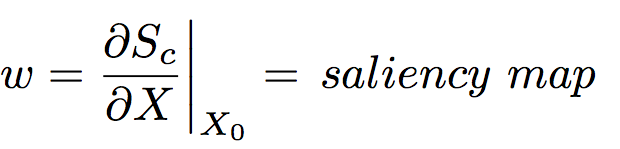 w = ∂S_c/∂X |_{X_0} = saliency map